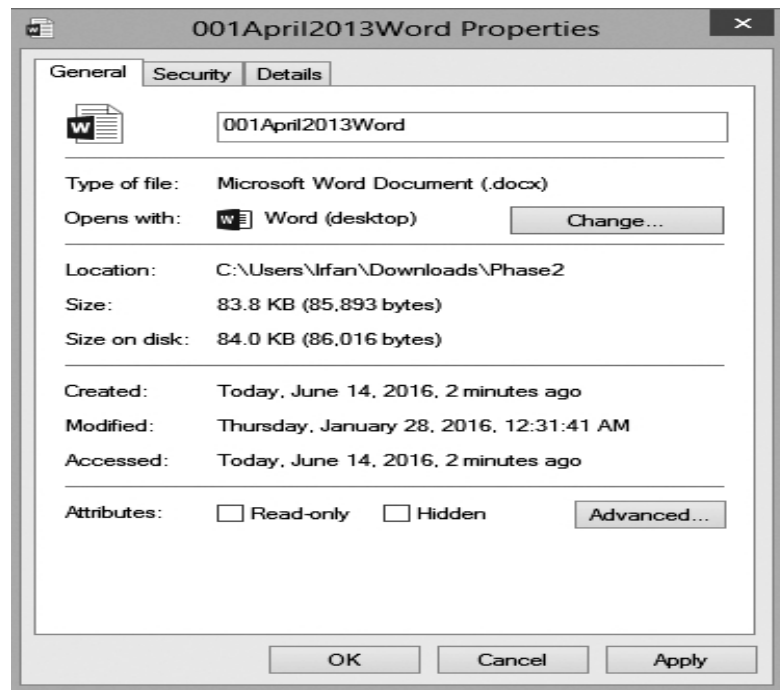 001April2013Word Properties
General Security Details
001April2013Word
Type of file: Microsoft Word Document (.docx)
Opens with: Word (desktop) Change...
Location: C:\Users\Irfan\Downloads\Phase2
Size: 83.8 KB (85,893 bytes)
Size on disk: 84.0 KB (86,016 bytes)
Created: Today, June 14, 2016, 2 minutes ago
Modified: Thursday, January 28, 2016, 12:31:41 AM
Accessed: Today, June 14, 2016, 2 minutes ago
Attributes: Read-only Hidden Advanced...
OK Cancel Apply